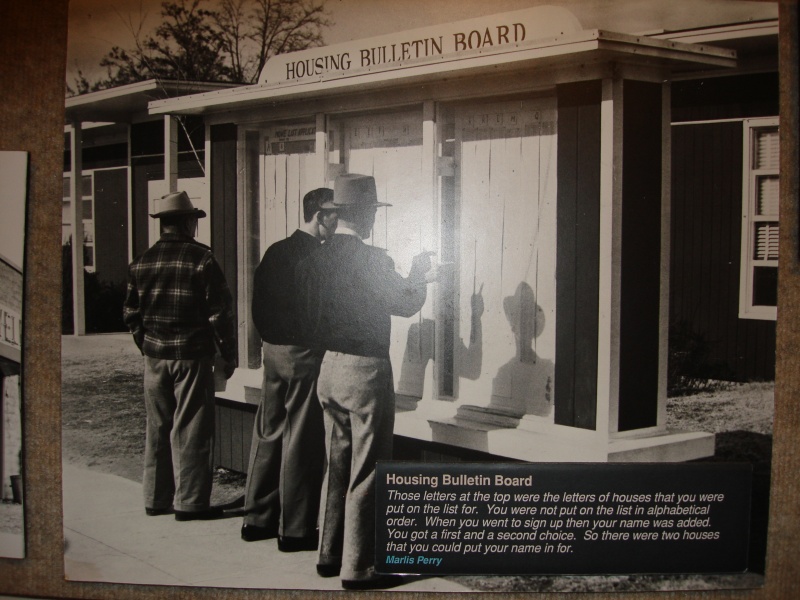 HOUSING BULLETIN BOARD
Housing Bulletin Board
Those letters at the top were the letters of houses that you were
put on the list for. You were not put on the list in alphabetical
order. When you went to sign up then your name was added.
You got a first and a second choice. So there were two houses
that you could put your name in for.
Marlis Perry